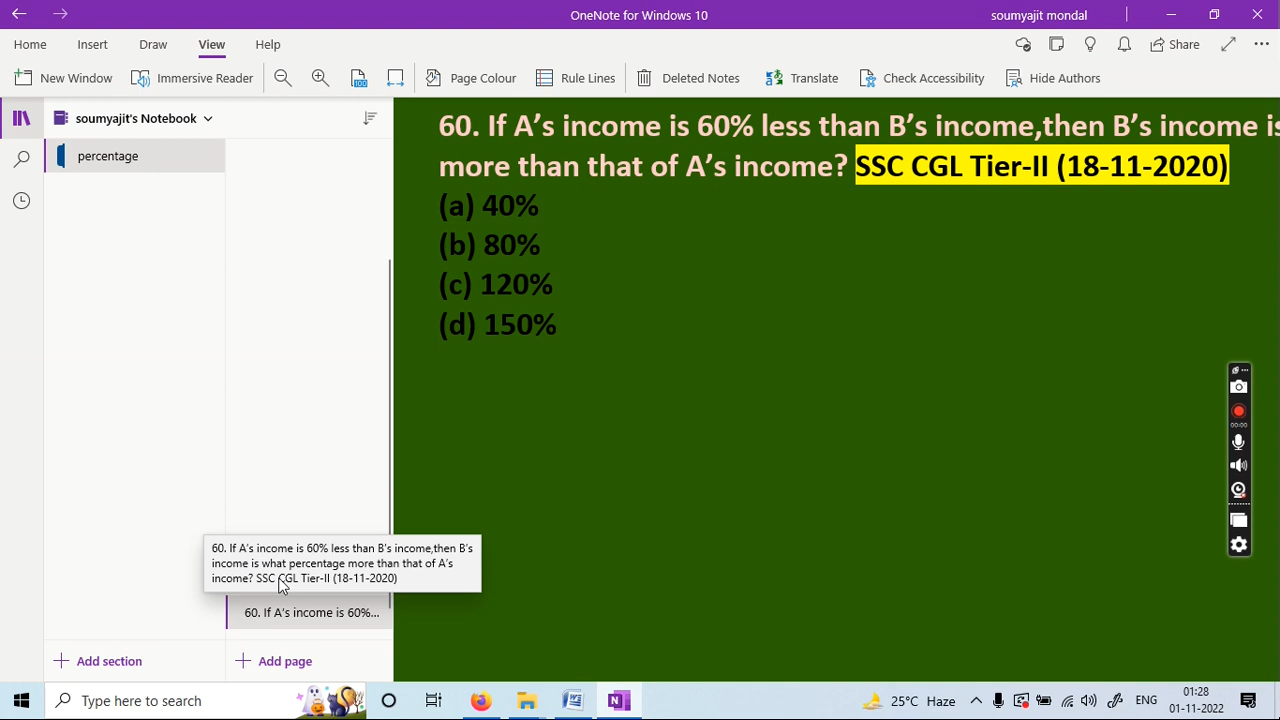 OneNote for Windows 10
soumyajit mondal
Home Insert Draw View Help
Share
New Window Immersive Reader Page Colour Rule Lines Deleted Notes Translate Check Accessibility Hide Authors
soumyajit's Notebook
percentage
60. If A’s income is 60% less than B’s income,then B’s income is
more than that of A’s income? SSC CGL Tier-II (18-11-2020)
(a) 40%
(b) 80%
(c) 120%
(d) 150%
00:00
60. If A’s income is 60% less than B’s income,then B’s
income is what percentage more than that of A’s
income? SSC CGL Tier-II (18-11-2020)
60. If A’s income is 60%...
Add section
Add page
Type here to search
25°C Haze
ENG
01:28
01-11-2022